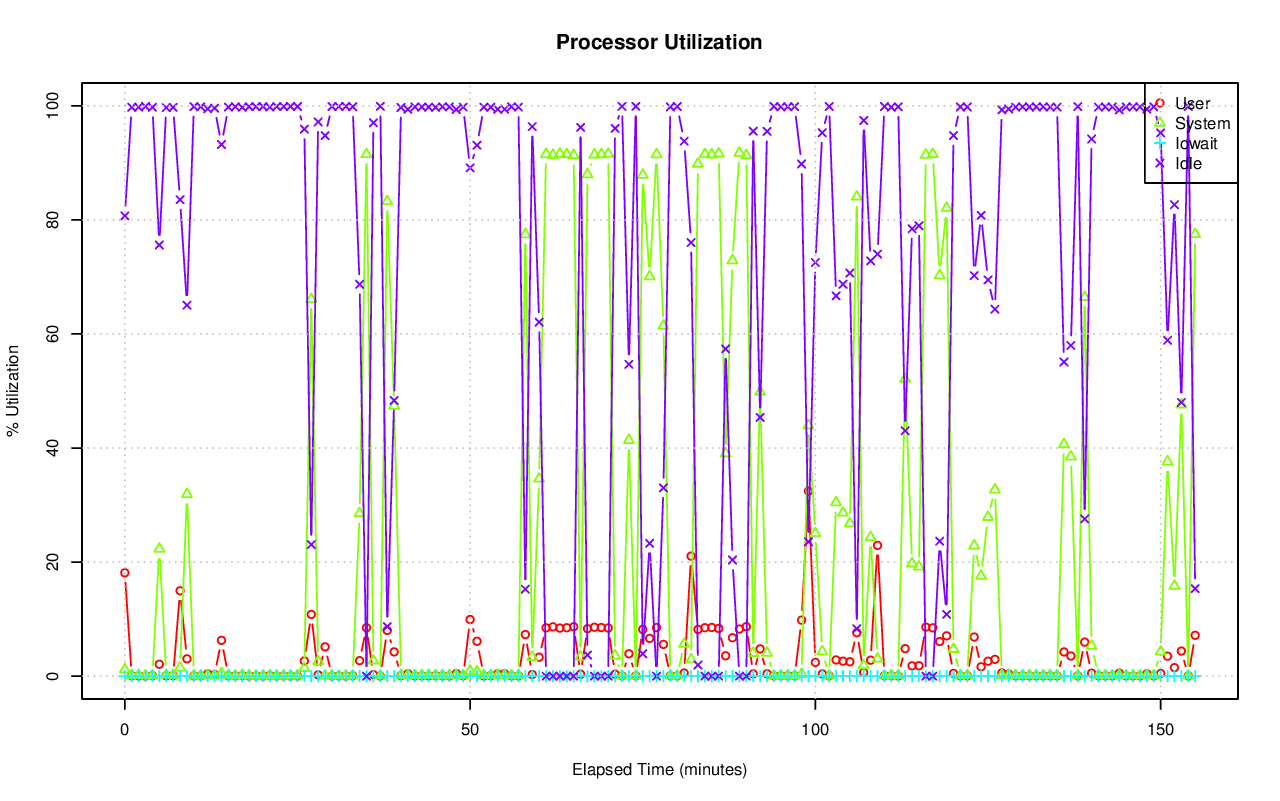 Processor Utilization
% Utilization
100
80
60
40
20
0
User
System
Iowait
Idle
0 50 100 150
Elapsed Time (minutes)